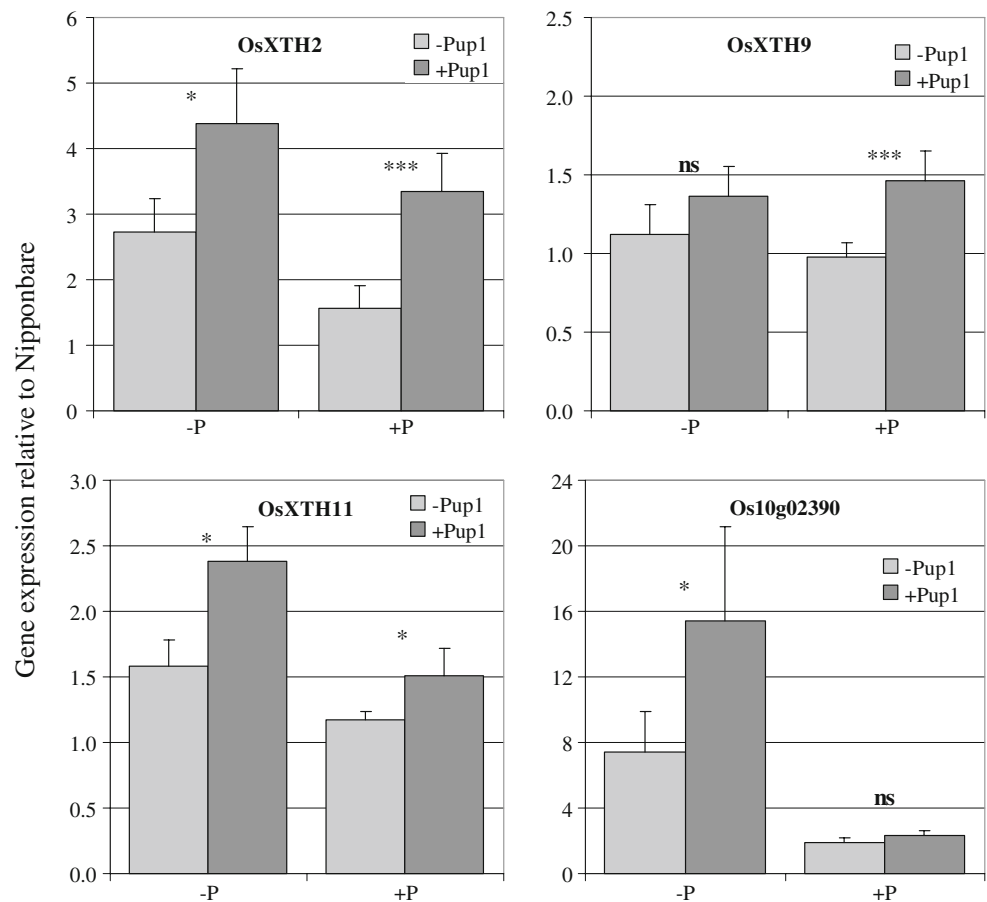 Gene expression relative to Nipponbare
OsXTH2
-Pup1
+Pup1
6
5
4
3
2
1
0
*
***
-P
+P
OsXTH9
-Pup1
+Pup1
2.5
2.0
1.5
1.0
0.5
0.0
ns
***
-P
+P
OsXTH11
-Pup1
+Pup1
3.0
2.5
2.0
1.5
1.0
0.5
0.0
*
*
-P
+P
Os10g02390
-Pup1
+Pup1
24
20
16
12
8
4
0
*
ns
-P
+P